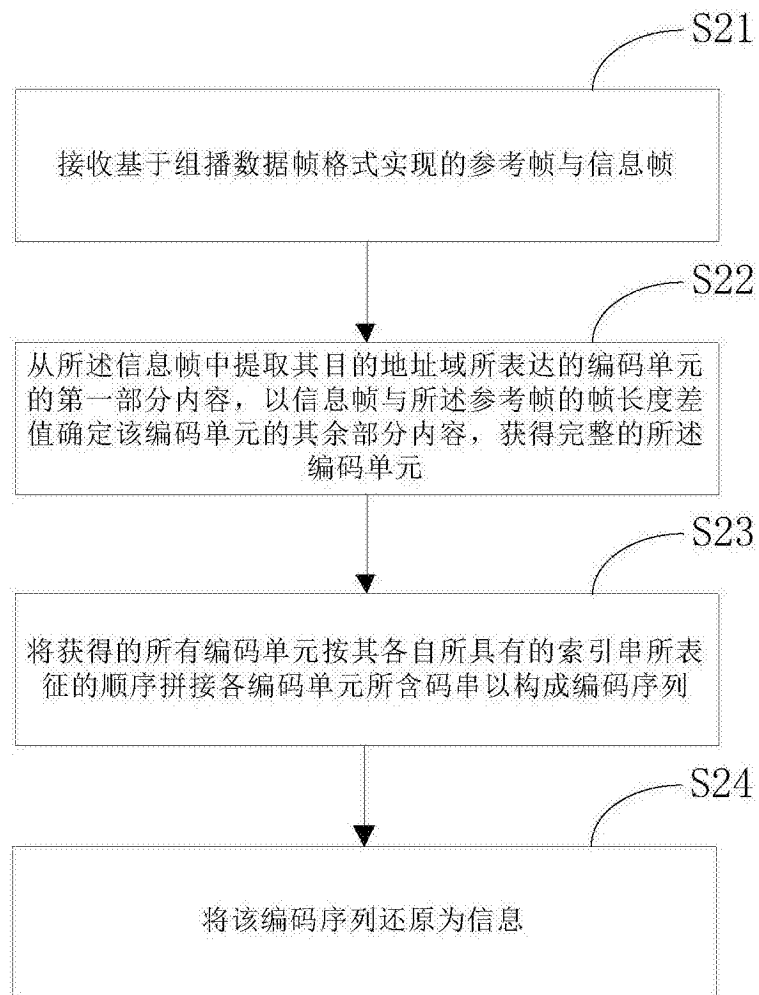 S21
接收基于组播数据帧格式实现的参考帧与信息帧
S22
从所述信息帧中提取其目的地址域所表达的编码单元
的第一部分内容，以信息帧与所述参考帧的帧长度差
值确定该编码单元的其余部分内容，获得完整的所述
编码单元
S23
将获得的所有编码单元按其各自所具有的索引串所表
征的顺序拼接各编码单元所含码串以构成编码序列
S24
将该编码序列还原为信息